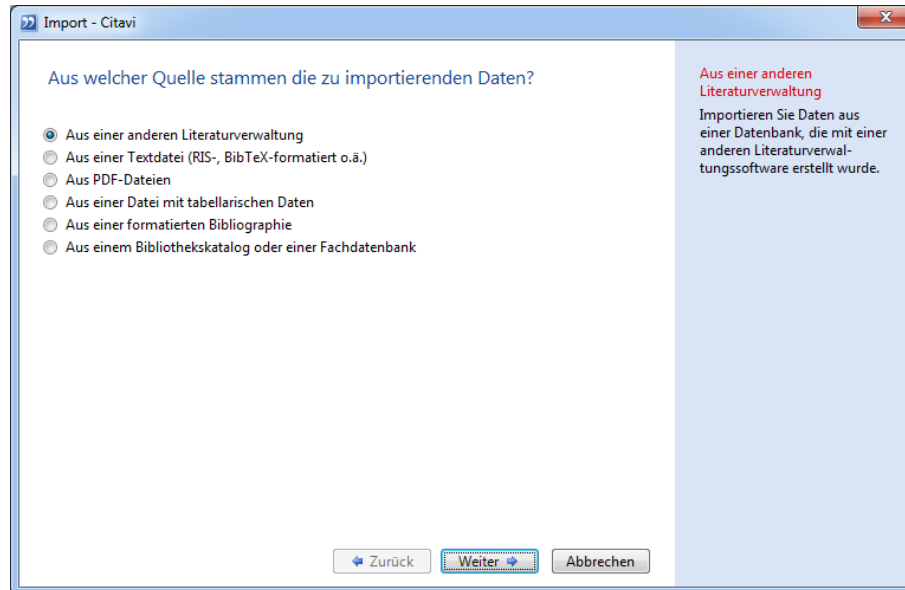 Import - Citavi
Aus welcher Quelle stammen die zu importierenden Daten?
Aus einer anderen Literaturverwaltung
Aus einer Textdatei (RIS-, BibTeX-formatiert o.ä.)
Aus PDF-Dateien
Aus einer Datei mit tabellarischen Daten
Aus einer formatierten Bibliographie
Aus einem Bibliothekskatalog oder einer Fachdatenbank
Aus einer anderen
Literaturverwaltung
Importieren Sie Daten aus
einer Datenbank, die mit einer
anderen Literaturverwal-
tungssoftware erstellt wurde.
Zurück
Weiter
Abbrechen